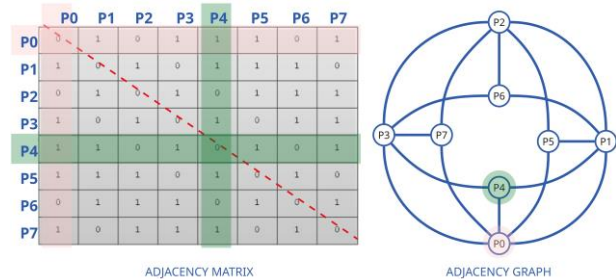 P0 P1 P2 P3 P4 P5 P6 P7
P0 0 1 0 1 1 1 0 1
P1 1 0 1 0 1 1 1 0
P2 0 1 0 1 0 1 1 1
P3 1 0 1 0 1 0 1 1
P4 1 1 0 1 0 1 0 1
P5 1 1 1 0 1 0 1 0
P6 0 1 1 1 0 1 0 1
P7 1 0 1 1 1 0 1 0
P2
P6
P3
P7
P5
P1
P4
P0
ADJACENCY MATRIX
ADJACENCY GRAPH